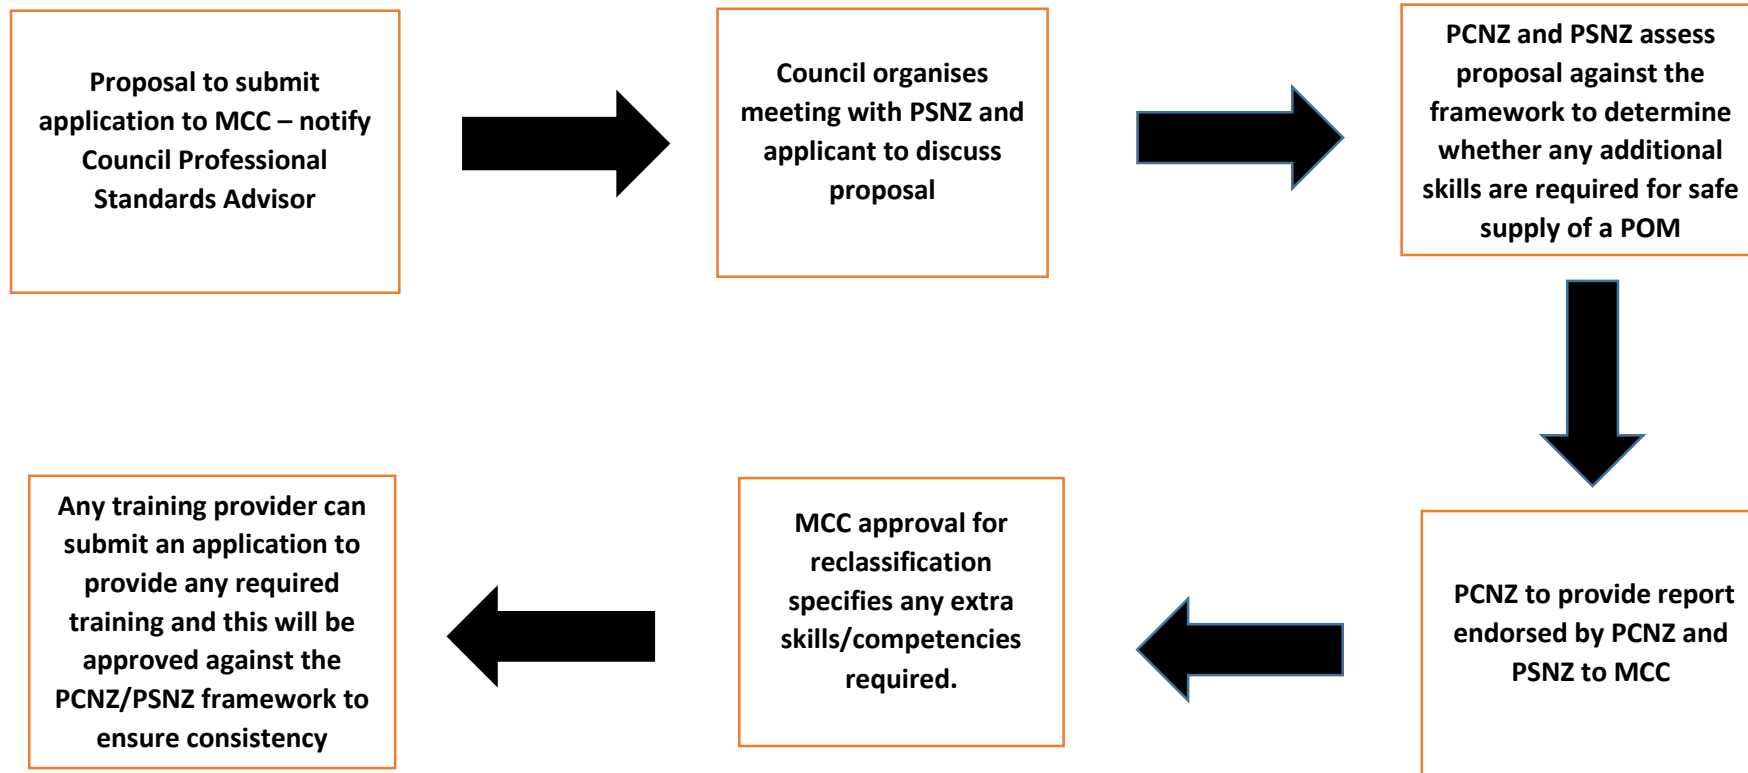 Proposal to submit
application to MCC – notify
Council Professional
Standards Advisor
Council organises
meeting with PSNZ and
applicant to discuss
proposal
PCNZ and PSNZ assess
proposal against the
framework to determine
whether any additional
skills are required for safe
supply of a POM
PCNZ to provide report
endorsed by PCNZ and
PSNZ to MCC
MCC approval for
reclassification
specifies any extra
skills/competencies
required.
Any training provider can
submit an application to
provide any required
training and this will be
approved against the
PCNZ/PSNZ framework to
ensure consistency